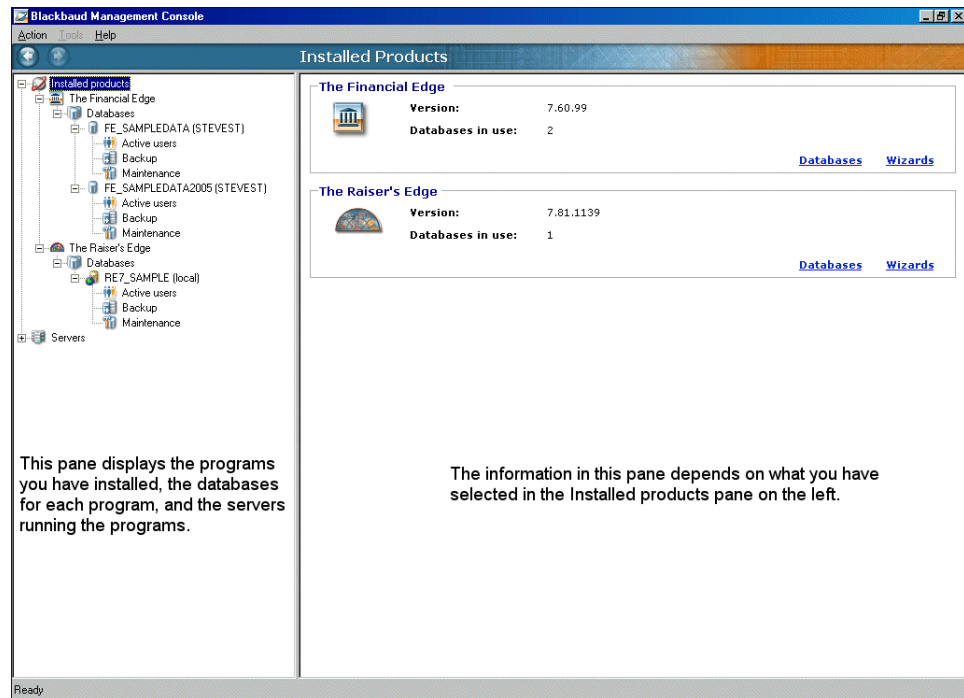 Blackbaud Management Console
Action Tools Help
Installed Products
Installed products
The Financial Edge
Databases
FE_SAMPLEDATA (STEVEST)
Active users
Backup
Maintenance
FE_SAMPLEDATA2005 (STEVEST)
Active users
Backup
Maintenance
The Raiser's Edge
Databases
RE7_SAMPLE (local)
Active users
Backup
Maintenance
Servers
This pane displays the programs
you have installed, the databases
for each program, and the servers
running the programs.
The Financial Edge
Version: 7.60.99
Databases in use: 2
Databases Wizards
The Raiser's Edge
Version: 7.81.1139
Databases in use: 1
Databases Wizards
The information in this pane depends on what you have
selected in the Installed products pane on the left.
Ready